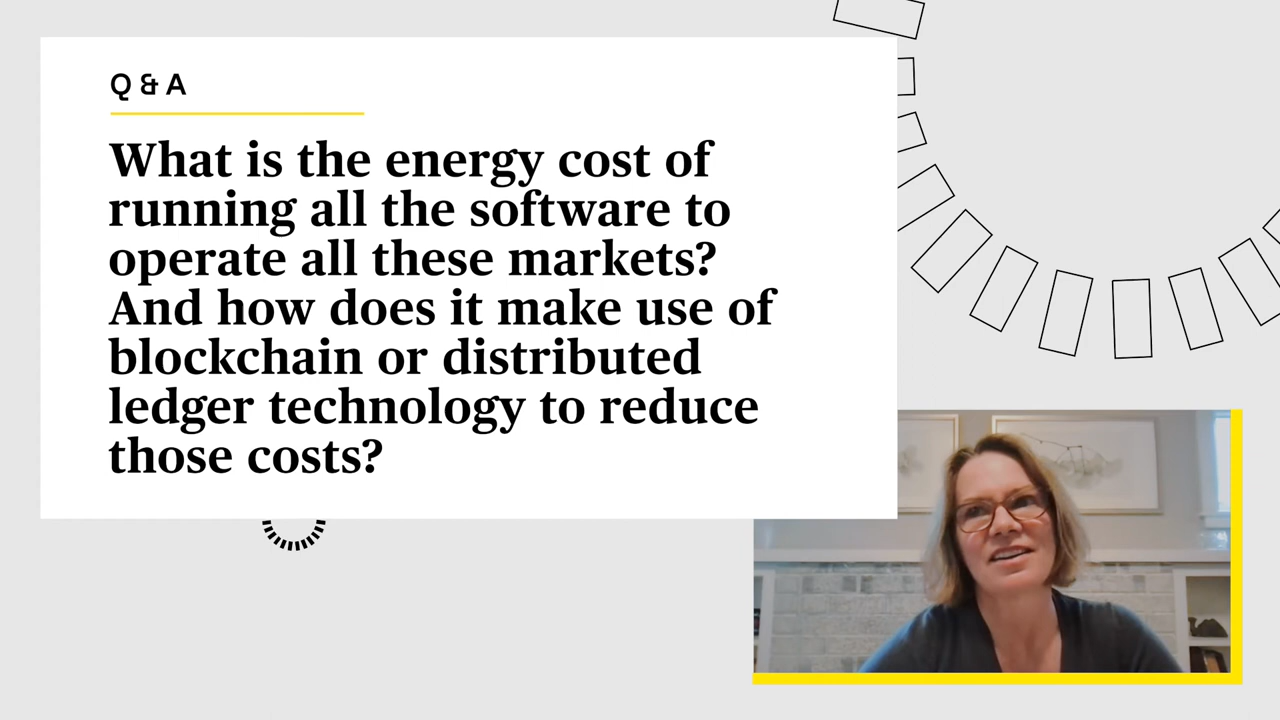 Q & A
What is the energy cost of
running all the software to
operate all these markets?
And how does it make use of
blockchain or distributed
ledger technology to reduce
those costs?